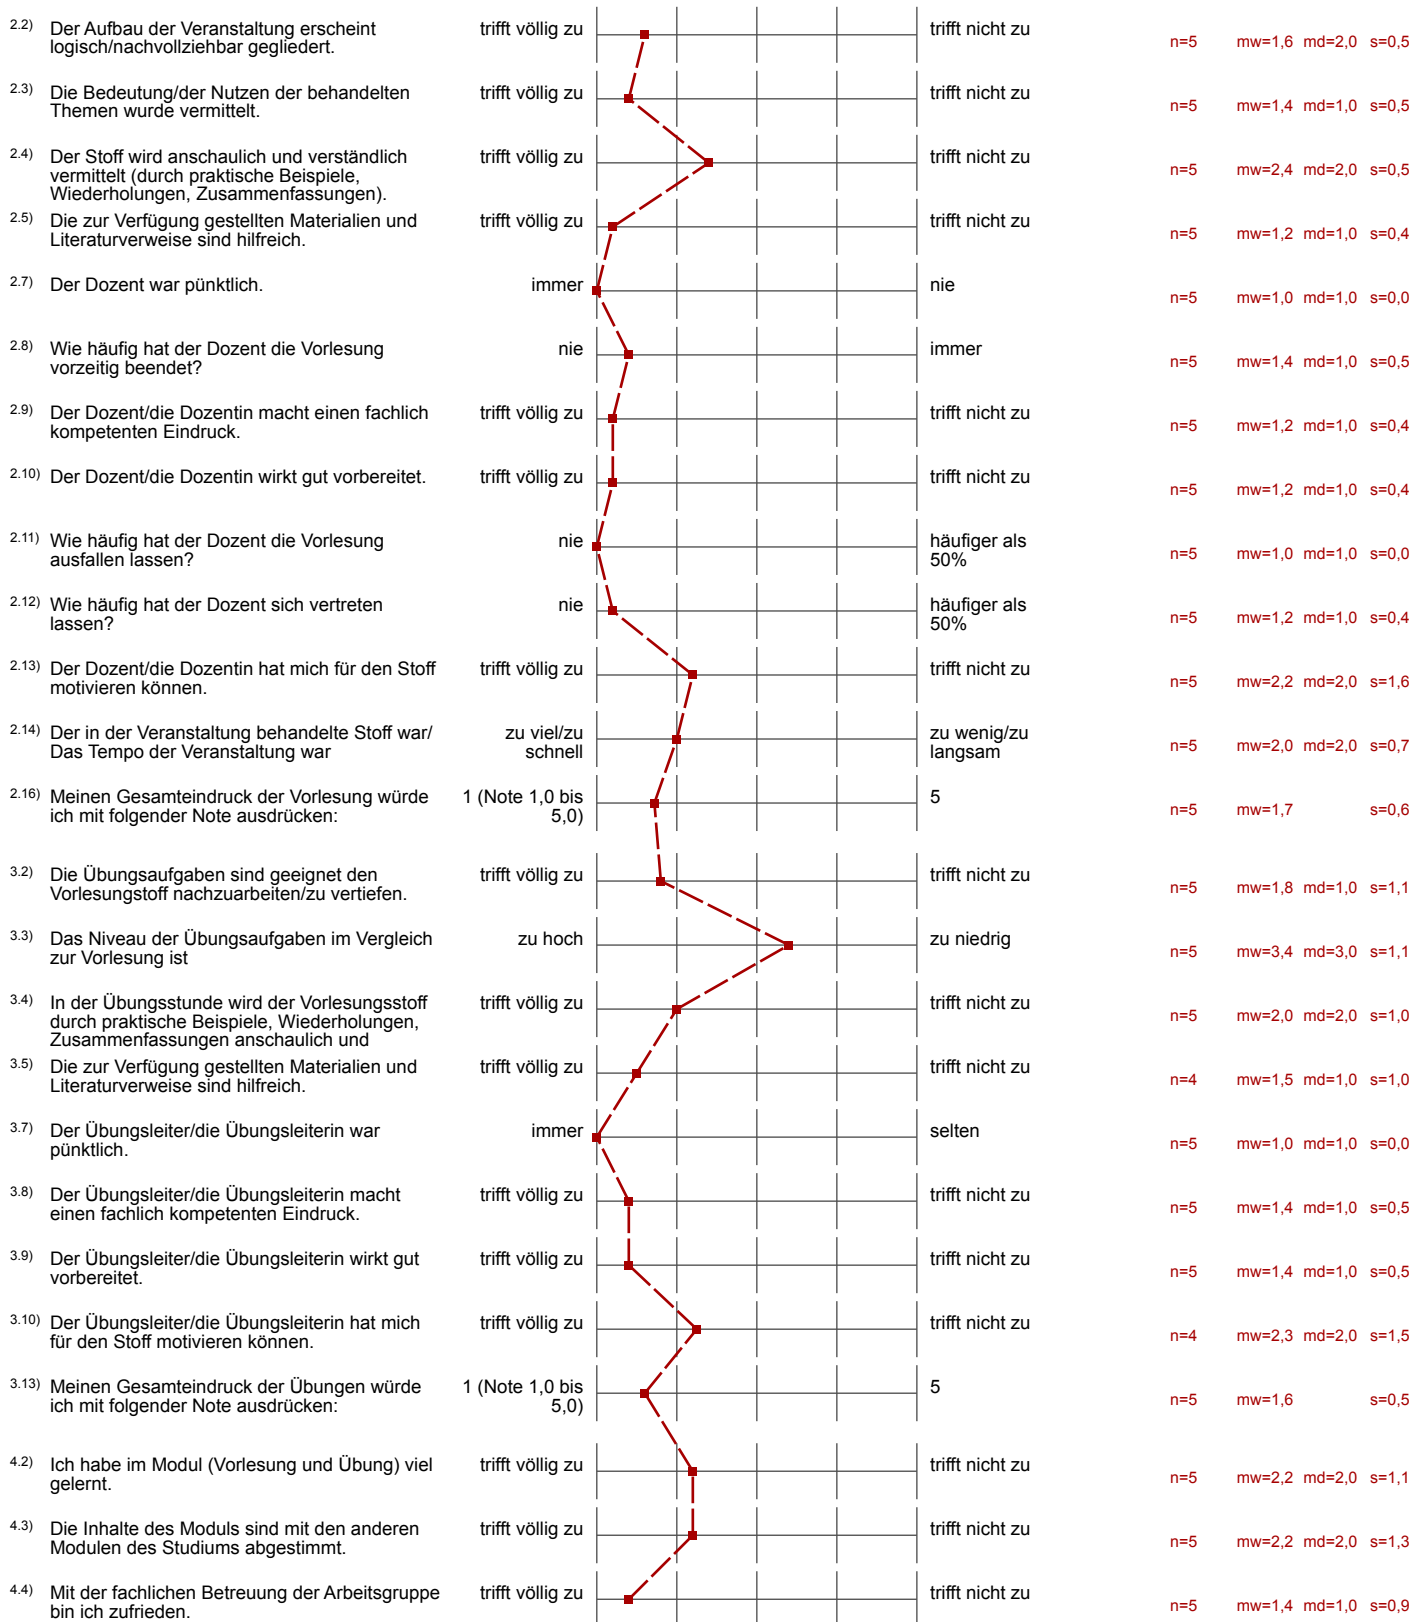 2.2) Der Aufbau der Veranstaltung erscheint logisch/nachvollziehbar gegliedert. trifft völlig zu trifft nicht zu n=5 mw=1,6 md=2,0 s=0,5
2.3) Die Bedeutung/der Nutzen der behandelten Themen wurde vermittelt. trifft völlig zu trifft nicht zu n=5 mw=1,4 md=1,0 s=0,5
2.4) Der Stoff wird anschaulich und verständlich vermittelt (durch praktische Beispiele, Wiederholungen, Zusammenfassungen). trifft völlig zu trifft nicht zu n=5 mw=2,4 md=2,0 s=0,5
2.5) Die zur Verfügung gestellten Materialien und Literaturverweise sind hilfreich. trifft völlig zu trifft nicht zu n=5 mw=1,2 md=1,0 s=0,4
2.7) Der Dozent war pünktlich. immer nie n=5 mw=1,0 md=1,0 s=0,0
2.8) Wie häufig hat der Dozent die Vorlesung vorzeitig beendet? nie immer n=5 mw=1,4 md=1,0 s=0,5
2.9) Der Dozent/die Dozentin macht einen fachlich kompetenten Eindruck. trifft völlig zu trifft nicht zu n=5 mw=1,2 md=1,0 s=0,4
2.10) Der Dozent/die Dozentin wirkt gut vorbereitet. trifft völlig zu trifft nicht zu n=5 mw=1,2 md=1,0 s=0,4
2.11) Wie häufig hat der Dozent die Vorlesung ausfallen lassen? nie häufiger als 50% n=5 mw=1,0 md=1,0 s=0,0
2.12) Wie häufig hat der Dozent sich vertreten lassen? nie häufiger als 50% n=5 mw=1,2 md=1,0 s=0,4
2.13) Der Dozent/die Dozentin hat mich für den Stoff motivieren können. trifft völlig zu trifft nicht zu n=5 mw=2,2 md=2,0 s=1,6
2.14) Der in der Veranstaltung behandelte Stoff war/ Das Tempo der Veranstaltung war zu viel/zu schnell zu wenig/zu langsam n=5 mw=2,0 md=2,0 s=0,7
2.16) Meinen Gesamteindruck der Vorlesung würde ich mit folgender Note ausdrücken: 1 (Note 1,0 bis 5,0) 5 n=5 mw=1,7 s=0,6
3.2) Die Übungsaufgaben sind geeignet den Vorlesungstoff nachzuarbeiten/zu vertiefen. trifft völlig zu trifft nicht zu n=5 mw=1,8 md=1,0 s=1,1
3.3) Das Niveau der Übungsaufgaben im Vergleich zur Vorlesung ist zu hoch zu niedrig n=5 mw=3,4 md=3,0 s=1,1
3.4) In der Übungsstunde wird der Vorlesungsstoff durch praktische Beispiele, Wiederholungen, Zusammenfassungen anschaulich und trifft völlig zu trifft nicht zu n=5 mw=2,0 md=2,0 s=1,0
3.5) Die zur Verfügung gestellten Materialien und Literaturverweise sind hilfreich. trifft völlig zu trifft nicht zu n=4 mw=1,5 md=1,0 s=1,0
3.7) Der Übungsleiter/die Übungsleiterin war pünktlich. immer selten n=5 mw=1,0 md=1,0 s=0,0
3.8) Der Übungsleiter/die Übungsleiterin macht einen fachlich kompetenten Eindruck. trifft völlig zu trifft nicht zu n=5 mw=1,4 md=1,0 s=0,5
3.9) Der Übungsleiter/die Übungsleiterin wirkt gut vorbereitet. trifft völlig zu trifft nicht zu n=5 mw=1,4 md=1,0 s=0,5
3.10) Der Übungsleiter/die Übungsleiterin hat mich für den Stoff motivieren können. trifft völlig zu trifft nicht zu n=4 mw=2,3 md=2,0 s=1,5
3.13) Meinen Gesamteindruck der Übungen würde ich mit folgender Note ausdrücken: 1 (Note 1,0 bis 5,0) 5 n=5 mw=1,6 s=0,5
4.2) Ich habe im Modul (Vorlesung und Übung) viel gelernt. trifft völlig zu trifft nicht zu n=5 mw=2,2 md=2,0 s=1,1
4.3) Die Inhalte des Moduls sind mit den anderen Modulen des Studiums abgestimmt. trifft völlig zu trifft nicht zu n=5 mw=2,2 md=2,0 s=1,3
4.4) Mit der fachlichen Betreuung der Arbeitsgruppe bin ich zufrieden. trifft völlig zu trifft nicht zu n=5 mw=1,4 md=1,0 s=0,9